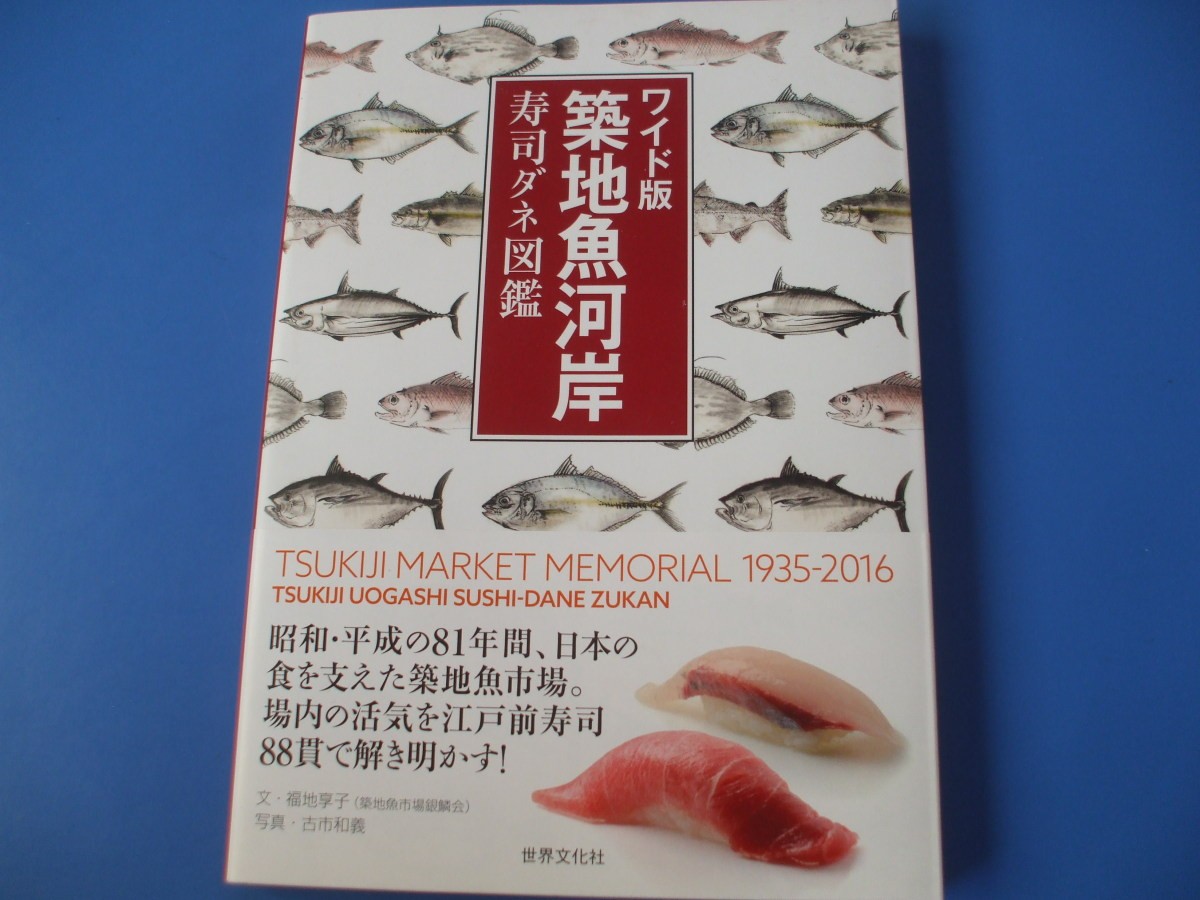 ワイド版
築地魚河岸
寿司ダネ図鑑
TSUKIJI MARKET MEMORIAL 1935-2016
TSUKIJI UOGASHI SUSHI-DANE ZUKAN
昭和・平成の81年間、日本の
食を支えた築地魚市場。
場内の活気を江戸前寿司
88貫で解き明かす!
文・福地享子(築地魚市場銀鱗会)
写真・古市和義
世界文化社